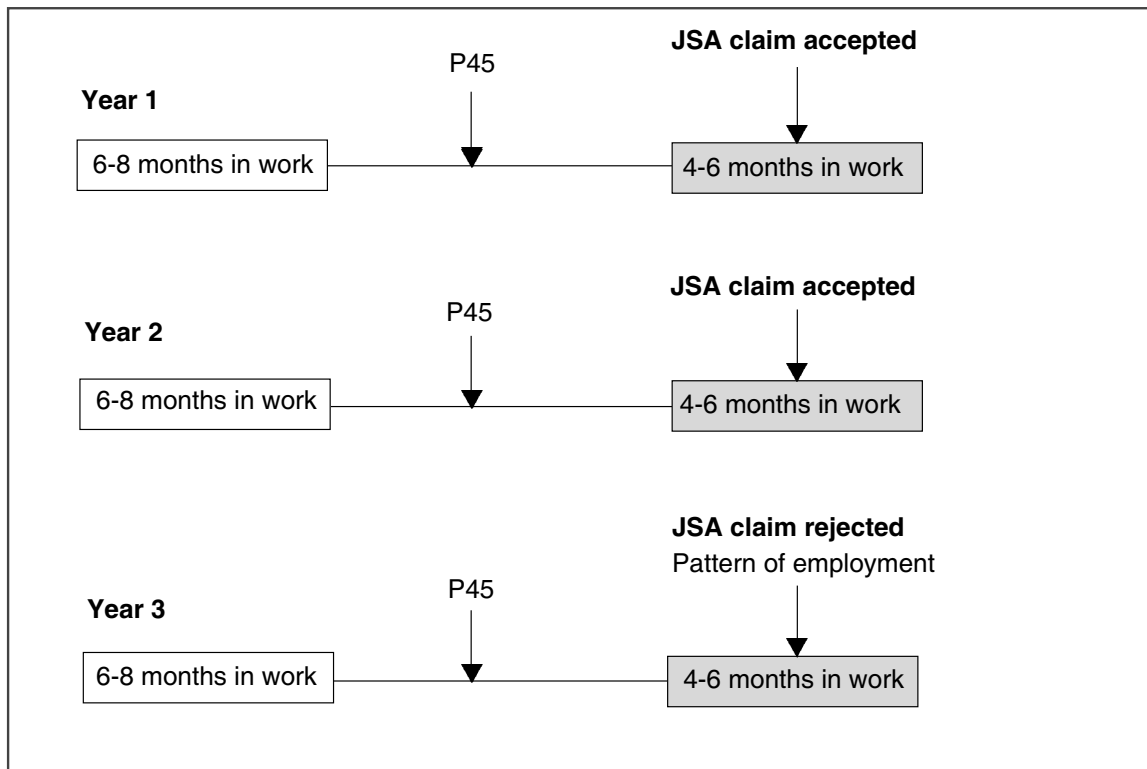 JSA claim accepted
P45
Year 1
6-8 months in work
4-6 months in work
JSA claim accepted
P45
Year 2
6-8 months in work
4-6 months in work
JSA claim rejected
Pattern of employment
P45
Year 3
6-8 months in work
4-6 months in work